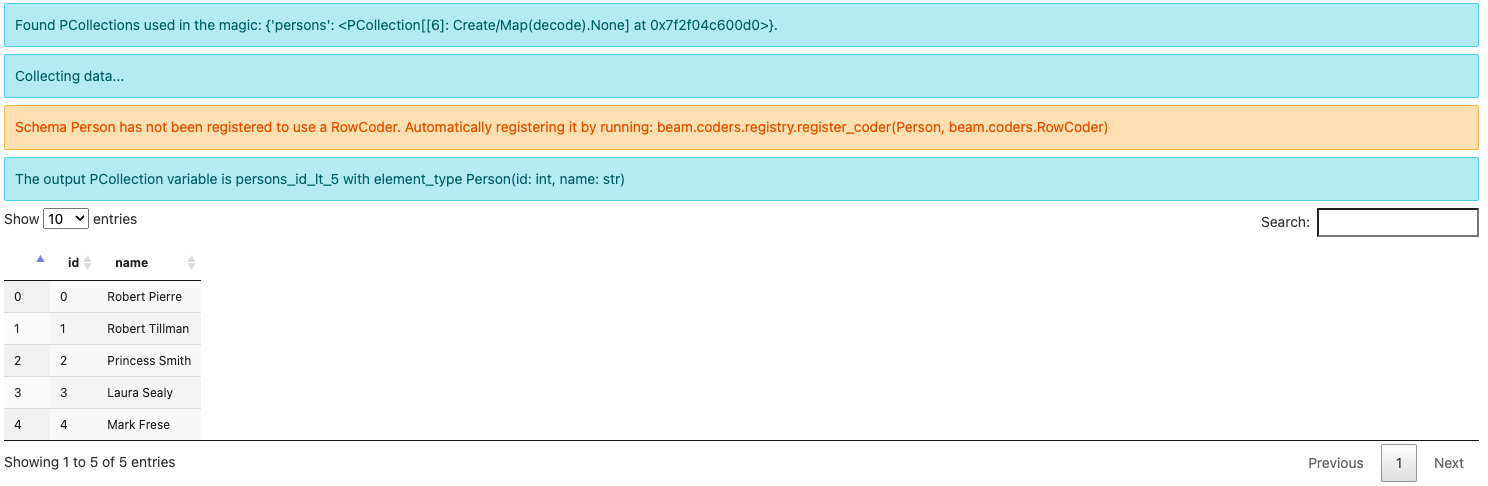 Found PCollections used in the magic: {'persons': <PCollection[[6]: Create/Map(decode).None] at 0x7f2f04c600d0>}.
Collecting data...
Schema Person has not been registered to use a RowCoder. Automatically registering it by running: beam.coders.registry.register_coder(Person, beam.coders.RowCoder)
The output PCollection variable is persons_id_lt_5 with element_type Person(id: int, name: str)
Show 10 entries Search:
id name
0 0 Robert Pierre
1 1 Robert Tillman
2 2 Princess Smith
3 3 Laura Sealy
4 4 Mark Frese
Showing 1 to 5 of 5 entries Previous 1 Next